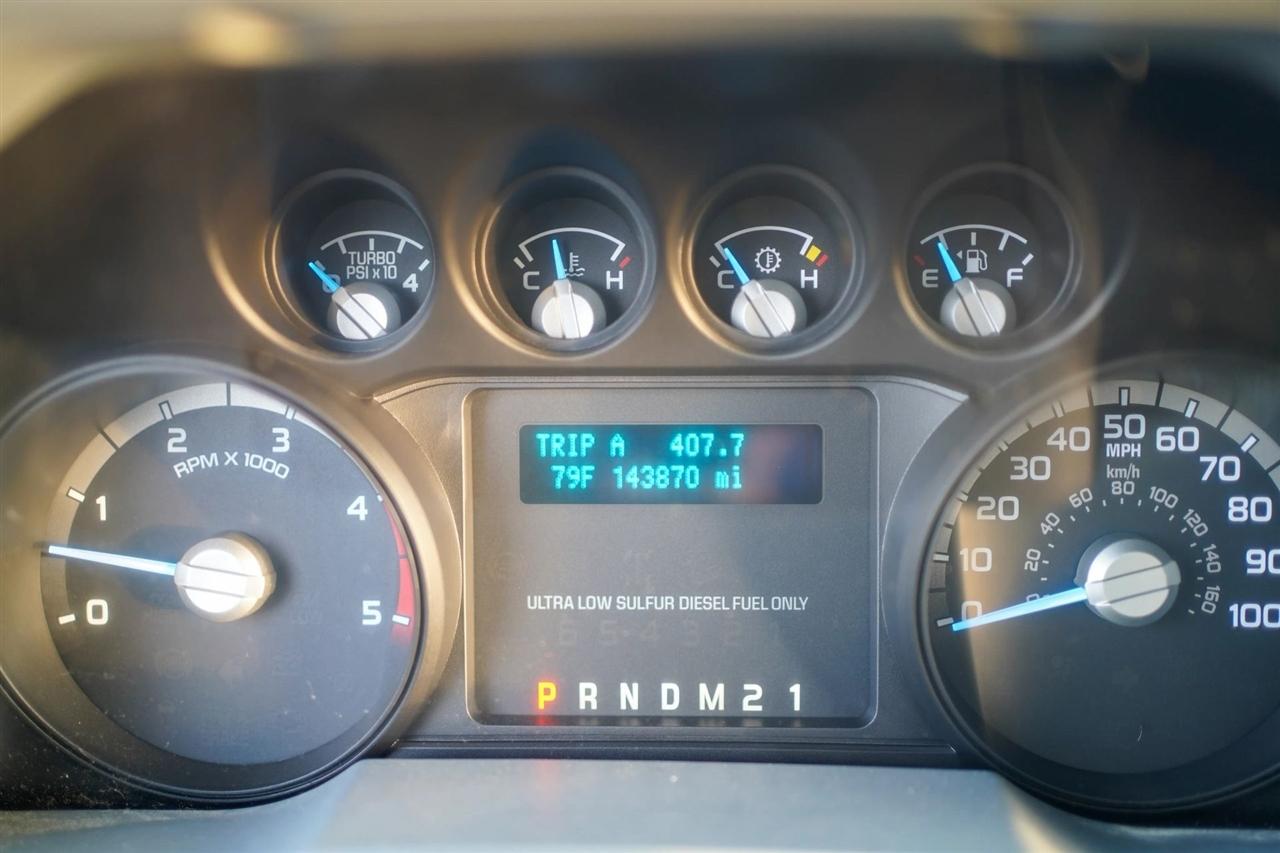 TURBO
PSI x 10
0 4
C H
C H
E F
0 1 2 3 4 5
RPM X 1000
TRIP A 407.7
79F 143870 mi
ULTRA LOW SULFUR DIESEL FUEL ONLY
P R N D M 2 1
0 10 20 30 40 50 60 70 80 90 100
MPH
km/h
20 40 60 80 100 120 140 160